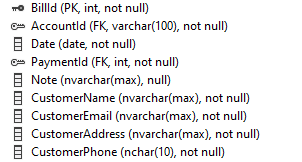 BillId (PK, int, not null)
AccountId (FK, varchar(100), not null)
Date (date, not null)
PaymentId (FK, int, not null)
Note (nvarchar(max), null)
CustomerName (nvarchar(max), not null)
CustomerEmail (nvarchar(max), not null)
CustomerAddress (nvarchar(max), not null)
CustomerPhone (nchar(10), not null)